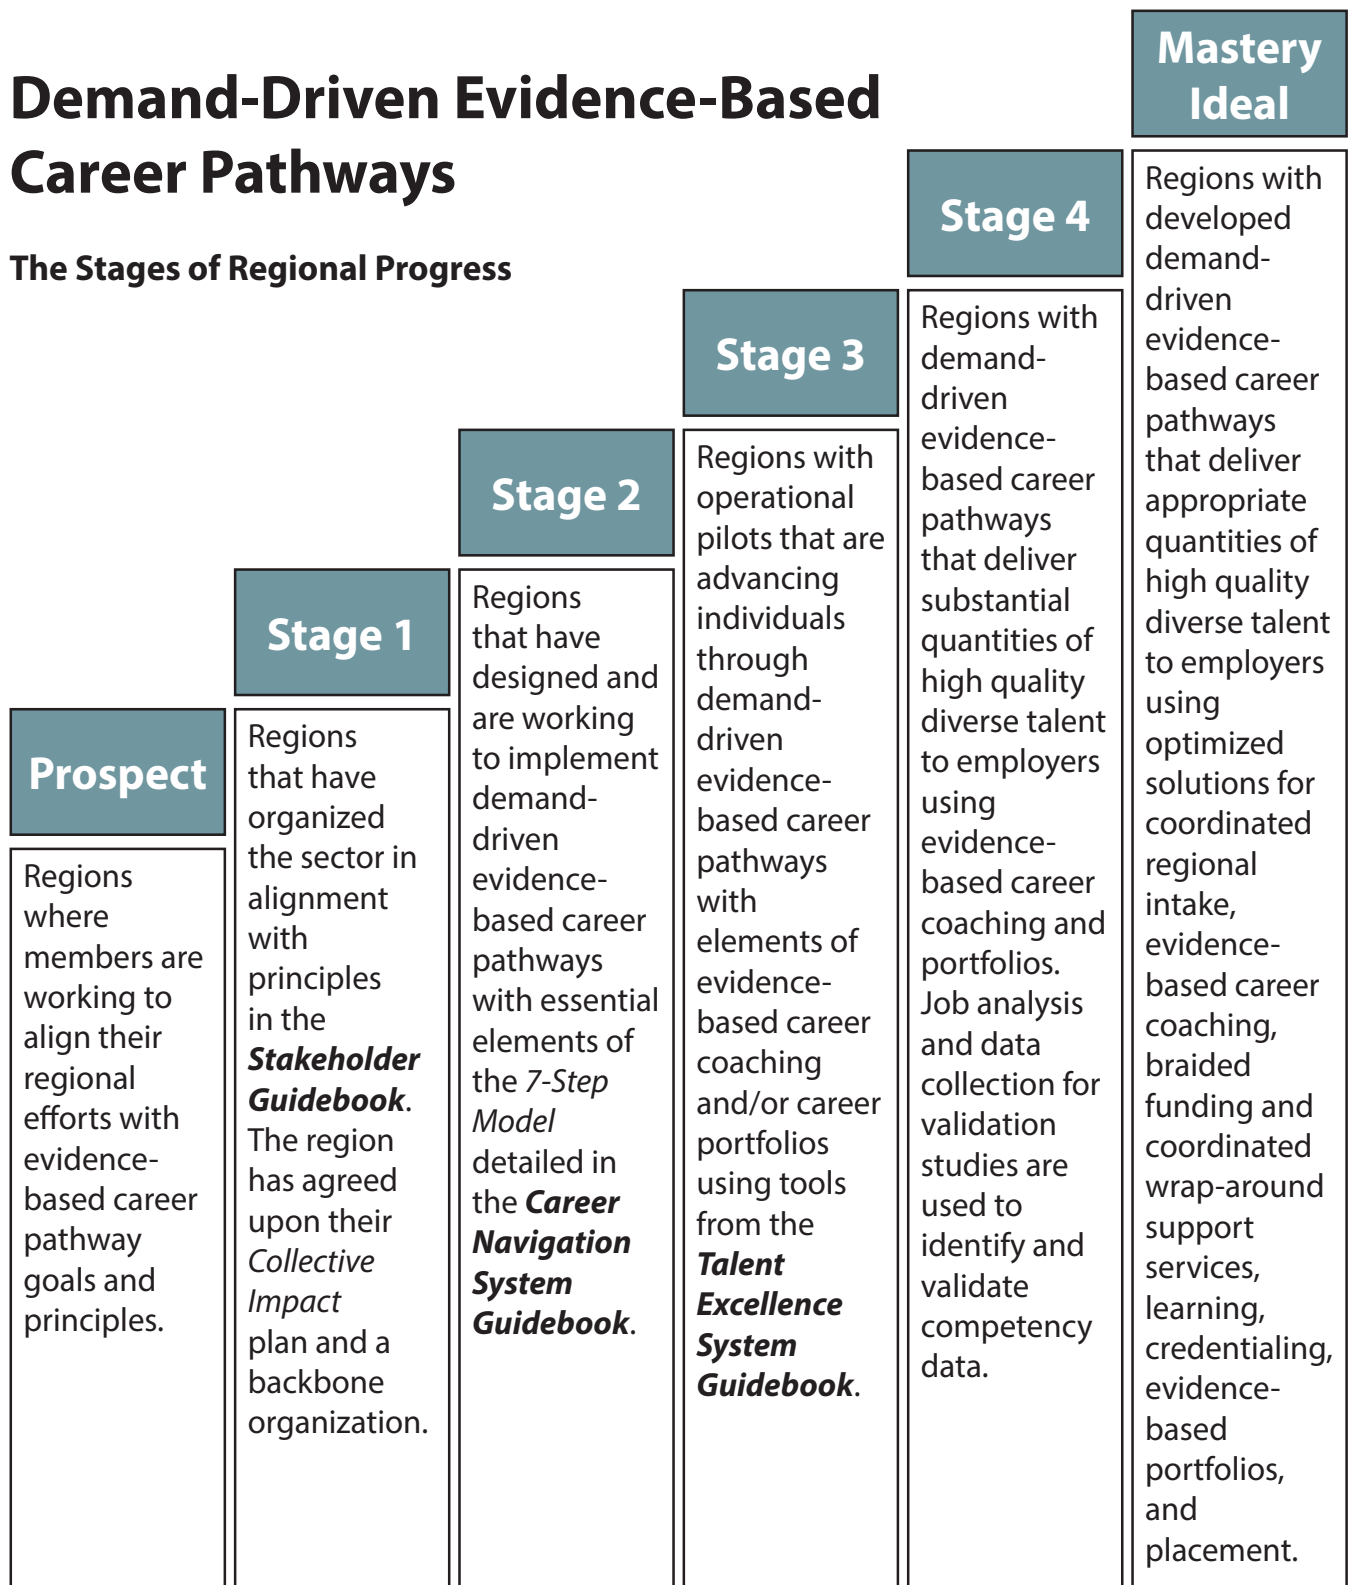 Demand-Driven Evidence-Based
Career Pathways
The Stages of Regional Progress
Prospect
Regions
where
members are
working to
align their
regional
efforts with
evidence-
based career
pathway
goals and
principles.
Stage 1
Regions
that have
organized
the sector in
alignment
with
principles
in the
Stakeholder
Guidebook.
The region
has agreed
upon their
Collective
Impact
plan and a
backbone
organization.
Stage 2
Regions
that have
designed and
are working
to implement
demand-
driven
evidence-
based career
pathways
with essential
elements of
the 7-Step
Model
detailed in
the Career
Navigation
System
Guidebook.
Stage 3
Regions with
operational
pilots that are
advancing
individuals
through
demand-
driven
evidence-
based career
pathways
with
elements of
evidence-
based career
coaching
and/or career
portfolios
using tools
from the
Talent
Excellence
System
Guidebook.
Stage 4
Regions with
demand-
driven
evidence-
based career
pathways
that deliver
substantial
quantities of
high quality
diverse talent
to employers
using
evidence-
based career
coaching and
portfolios.
Job analysis
and data
collection for
validation
studies are
used to
identify and
validate
competency
data.
Mastery
Ideal
Regions with
developed
demand-
driven
evidence-
based career
pathways
that deliver
appropriate
quantities of
high quality
diverse talent
to employers
using
optimized
solutions for
coordinated
regional
intake,
evidence-
based career
coaching,
braided
funding and
coordinated
wrap-around
support
services,
learning,
credentialing,
evidence-
based
portfolios,
and
placement.